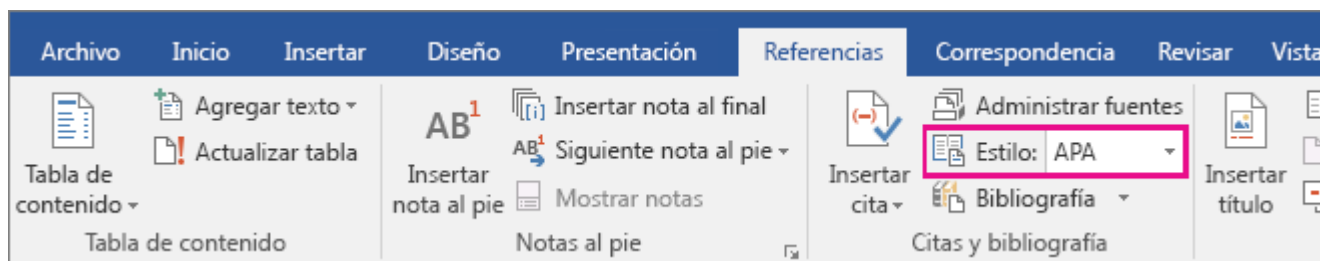 Archivo Inicio Insertar Diseño Presentación Referencias Correspondencia Revisar Vista
Tabla de
contenido
Agregar texto
Actualizar tabla
Tabla de contenido
AB1
Insertar
nota al pie
[i] Insertar nota al final
AB1 Siguiente nota al pie
Mostrar notas
Notas al pie
(-)
Insertar
cita
Administrar fuentes
Estilo: APA
Bibliografía
Citas y bibliografía
Insertar
título